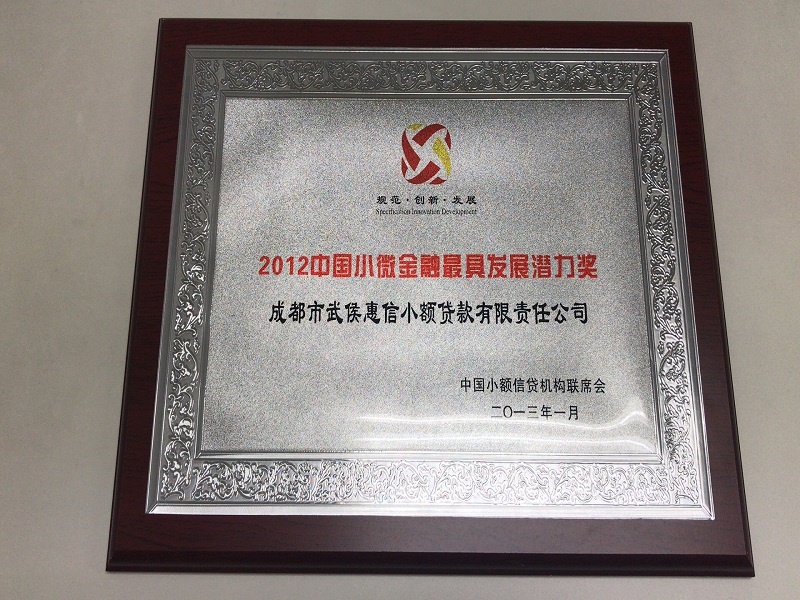 规范·创新·发展
Specification Innovation Development
2012中国小微金融最具发展潜力奖
成都市武侯惠信小额贷款有限责任公司
中国小额信贷机构联席会
二〇一三年一月